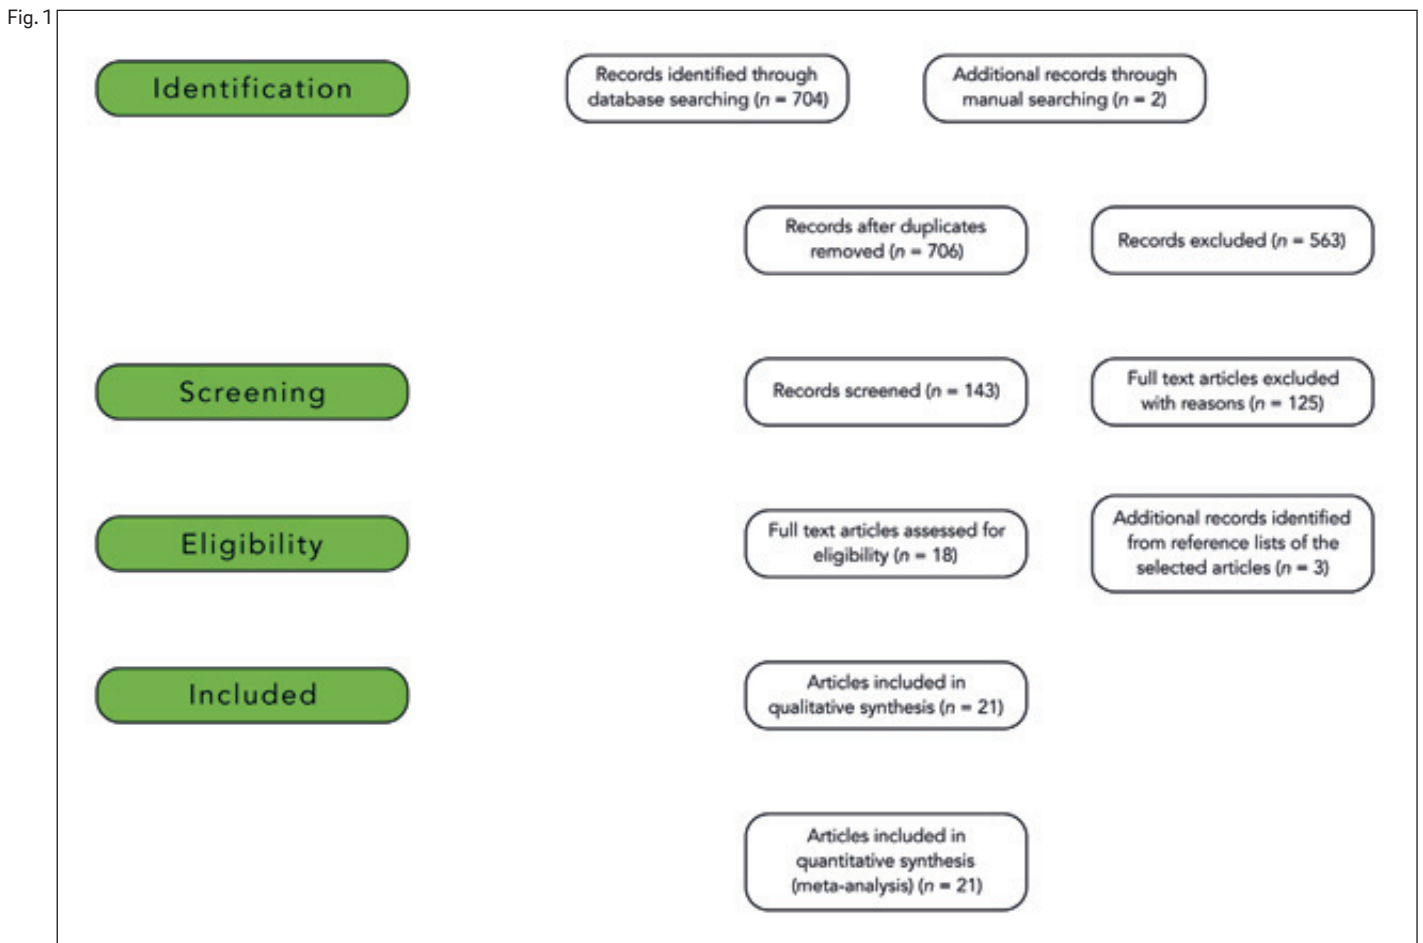 Fig. 1
Identification
Records identified through
database searching (n = 704)
Additional records through
manual searching (n = 2)
Records after duplicates
removed (n = 706)
Records excluded (n = 563)
Screening
Records screened (n = 143)
Full text articles excluded
with reasons (n = 125)
Eligibility
Full text articles assessed for
eligibility (n = 18)
Additional records identified
from reference lists of the
selected articles (n = 3)
Included
Articles included in
qualitative synthesis (n = 21)
Articles included in
quantitative synthesis
(meta-analysis) (n = 21)